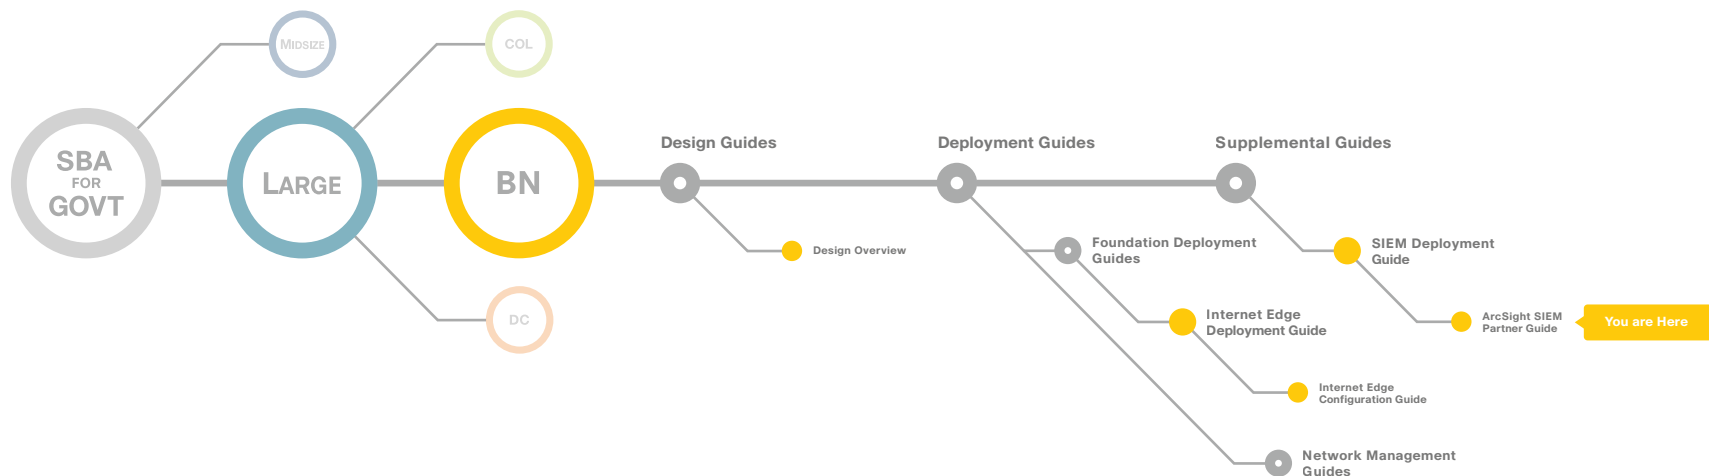 MIDSIZE
COL
SBA
FOR
GOVT
LARGE
BN
DC
Design Guides
Deployment Guides
Supplemental Guides
Design Overview
Foundation Deployment
Guides
SIEM Deployment
Guide
Internet Edge
Deployment Guide
ArcSight SIEM
Partner Guide
You are Here
Internet Edge
Configuration Guide
Network Management
Guides